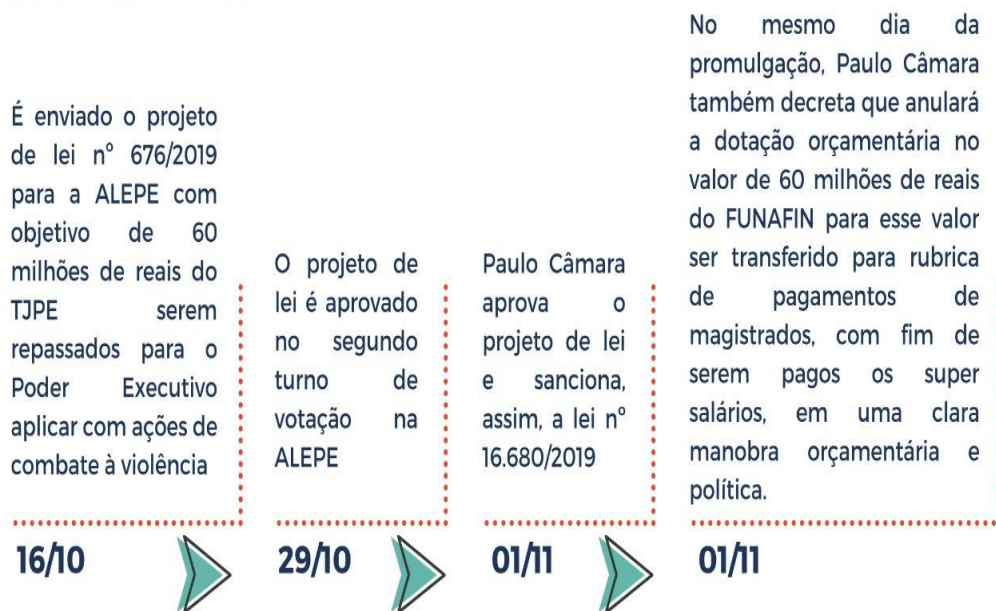 É enviado o projeto
de lei nº 676/2019
para a ALEPE com
objetivo de 60
milhões de reais do
TJPE serem
repassados para o
Poder Executivo
aplicar com ações de
combate à violência
16/10
O projeto de
lei é aprovado
no segundo
turno de
votação na
ALEPE
29/10
Paulo Câmara
aprova o
projeto de lei
e sanciona,
assim, a lei nº
16.680/2019
01/11
No mesmo dia da
promulgação, Paulo Câmara
também decreta que anulará
a dotação orçamentária no
valor de 60 milhões de reais
do FUNAFIN para esse valor
ser transferido para rubrica
de pagamentos de
magistrados, com fim de
serem pagos os super
salários, em uma clara
manobra orçamentária e
política.
01/11